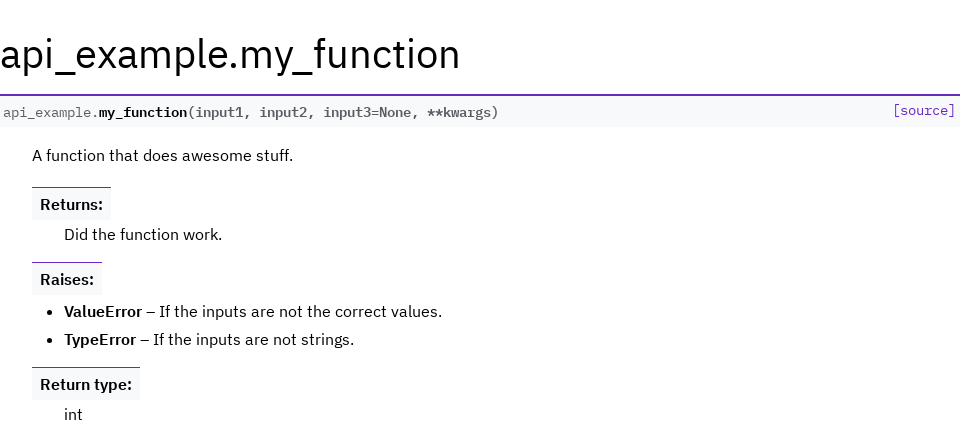 api_example.my_function
api_example.my_function(input1, input2, input3=None, **kwargs) [source]
A function that does awesome stuff.
Returns:
Did the function work.
Raises:
• ValueError – If the inputs are not the correct values.
• TypeError – If the inputs are not strings.
Return type:
int